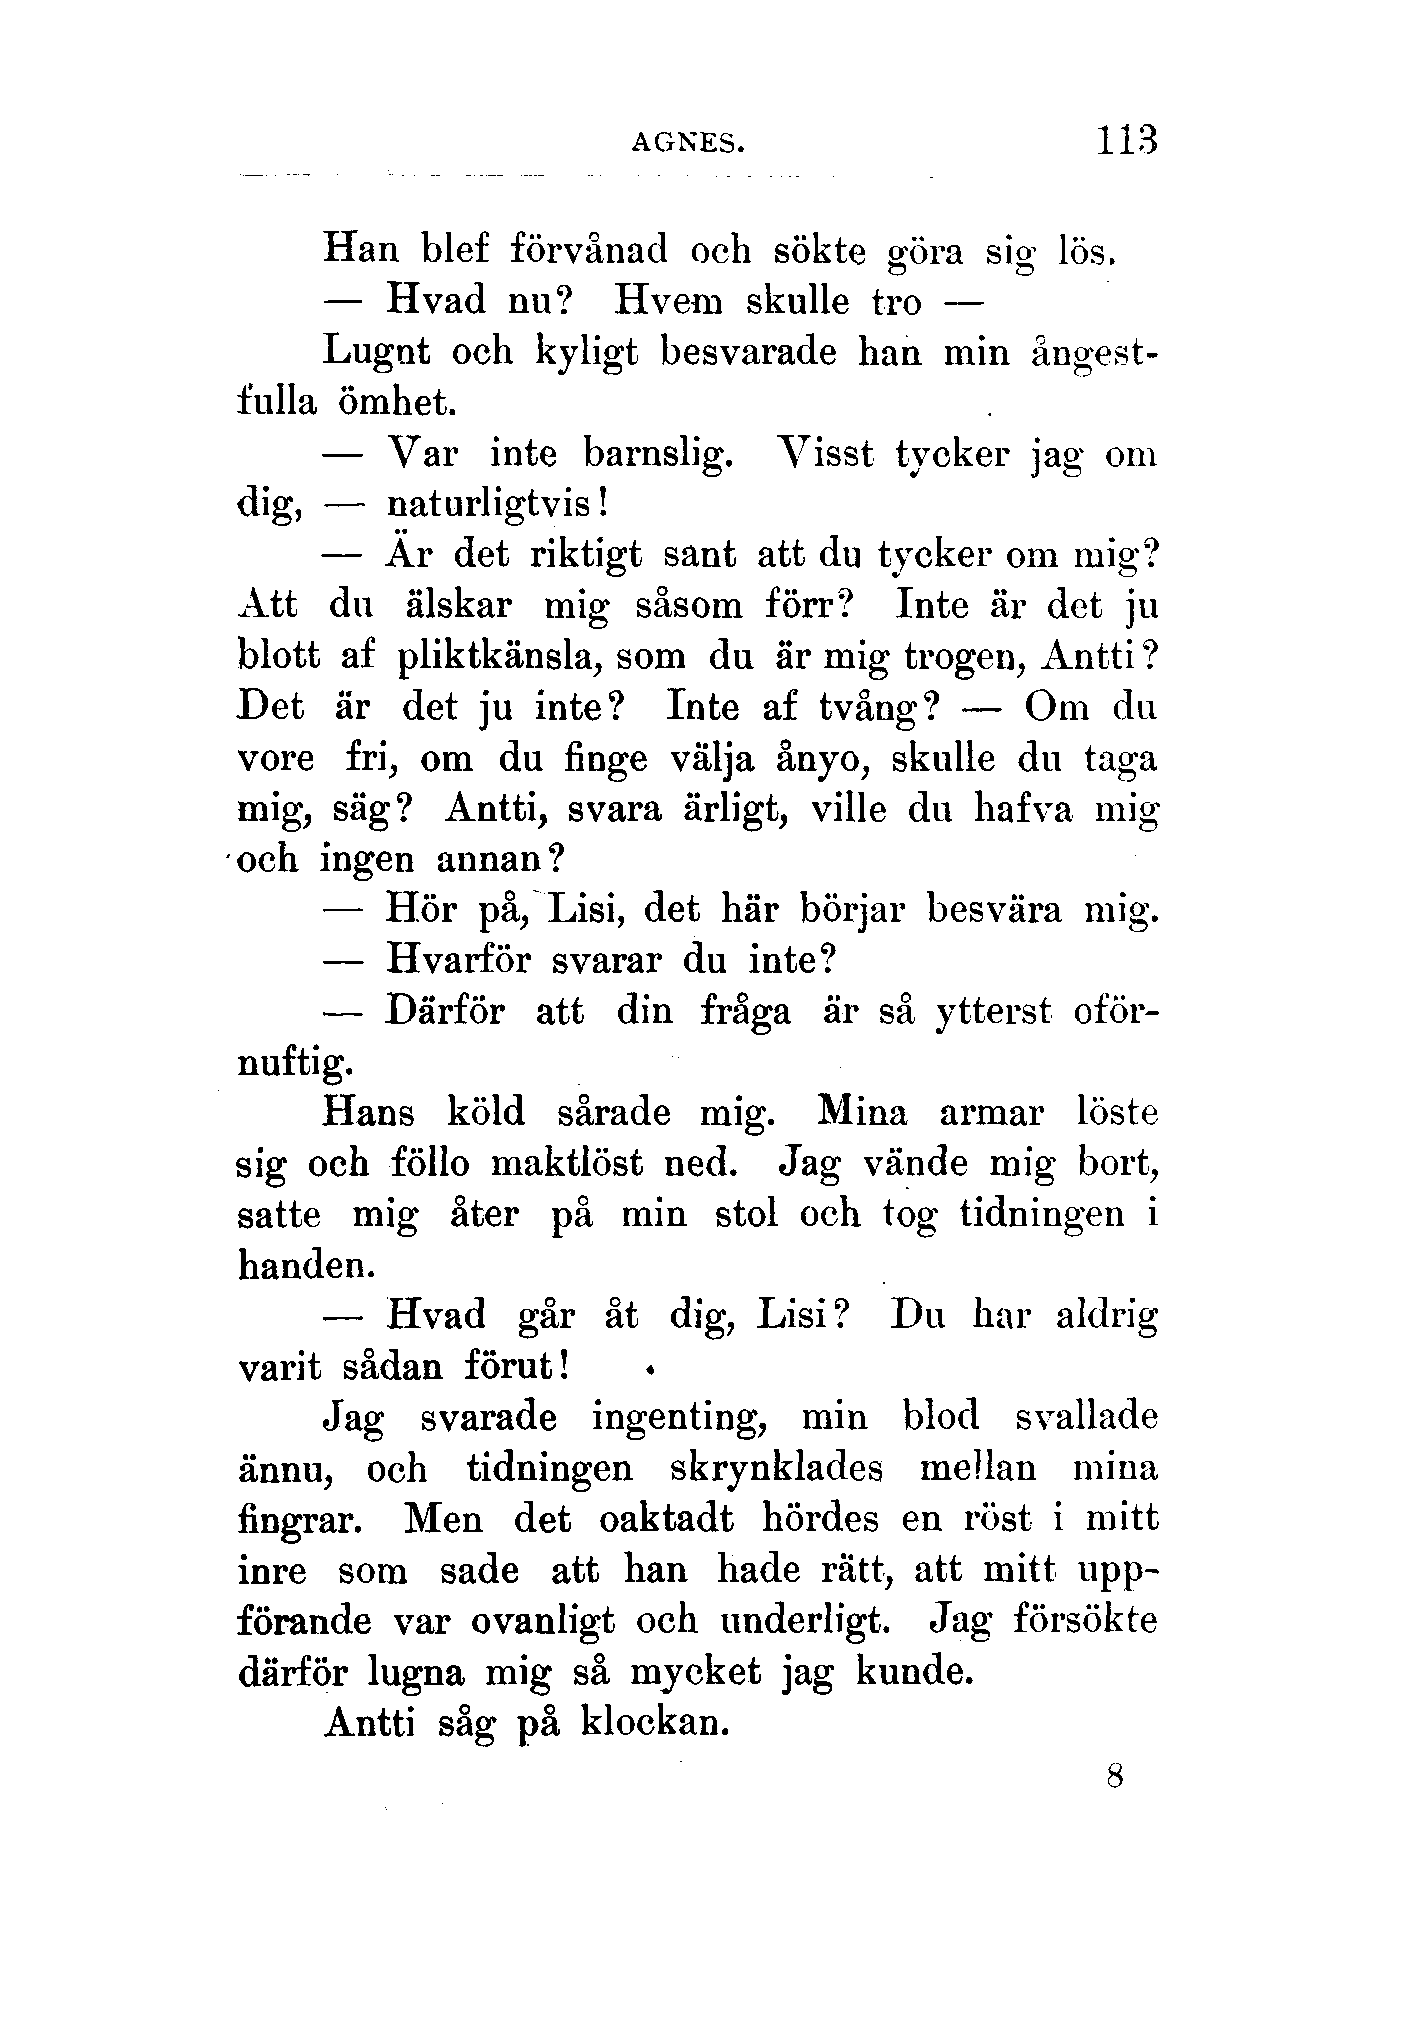 AGNES. 113
Han blef förvånad och sökte göra sig lös.
— Hvad nu? Hvem skulle tro —
Lugnt och kyligt besvarade han min ångest-
fulla ömhet.
— Var inte barnslig. Visst tycker jag om
dig, — naturligtvis!
— Är det riktigt sant att du tycker om mig?
Att du älskar mig såsom förr? Inte är det ju
blott af pliktkänsla, som du är mig trogen, Antti?
Det är det ju inte? Inte af tvång? — Om du
vore fri, om du finge välja ånyo, skulle du taga
mig, säg? Antti, svara ärligt, ville du hafva mig
och ingen annan?
— Hör på, Lisi, det här börjar besvära mig.
— Hvarför svarar du inte?
— Därför att din fråga är så ytterst oför-
nuftig.
Hans köld sårade mig. Mina armar löste
sig och föllo maktlöst ned. Jag vände mig bort,
satte mig åter på min stol och tog tidningen i
handen.
— Hvad går åt dig, Lisi? Du har aldrig
varit sådan förut!
Jag svarade ingenting, min blod svallade
ännu, och tidningen skrynklades mellan mina
fingrar. Men det oaktadt hördes en röst i mitt
inre som sade att han hade rätt, att mitt upp-
förande var ovanligt och underligt. Jag försökte
därför lugna mig så mycket jag kunde.
Antti såg på klockan.
8